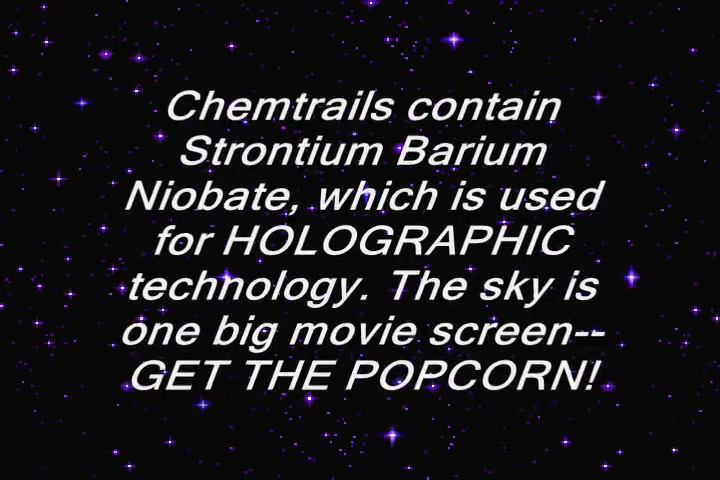 Chemtrails contain
Strontium Barium
Niobate, which is used
for HOLOGRAPHIC
technology. The sky is
one big movie screen--
GET THE POPCORN!